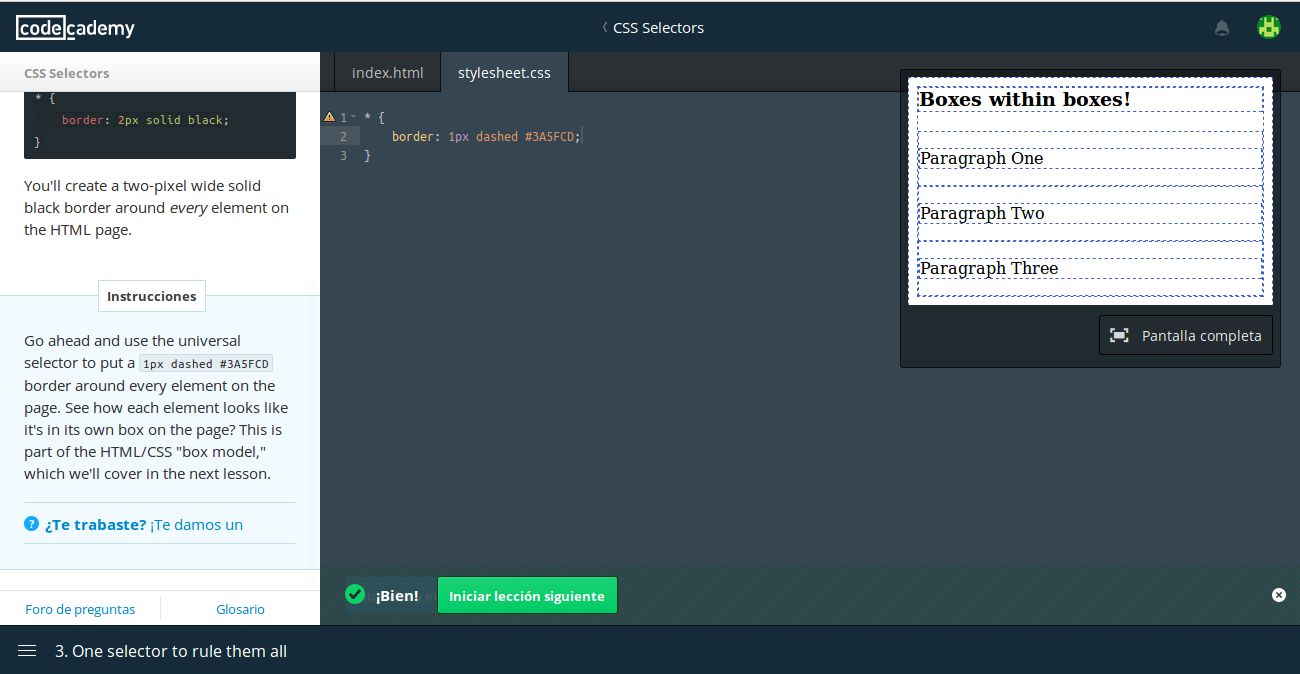 codecademy
CSS Selectors
CSS Selectors
* {
border: 2px solid black;
}
You'll create a two-pixel wide solid
black border around every element on
the HTML page.
Instrucciones
Go ahead and use the universal
selector to put a 1px dashed #3A5FCD
border around every element on the
page. See how each element looks like
it's in its own box on the page? This is
part of the HTML/CSS "box model,"
which we'll cover in the next lesson.
? ¿Te trabaste? ¡Te damos un
Foro de preguntas
Glosario
index.html
stylesheet.css
1 * {
2 border: 1px dashed #3A5FCD;
3 }
Boxes within boxes!
Paragraph One
Paragraph Two
Paragraph Three
Pantalla completa
¡Bien!
Iniciar lección siguiente
3. One selector to rule them all